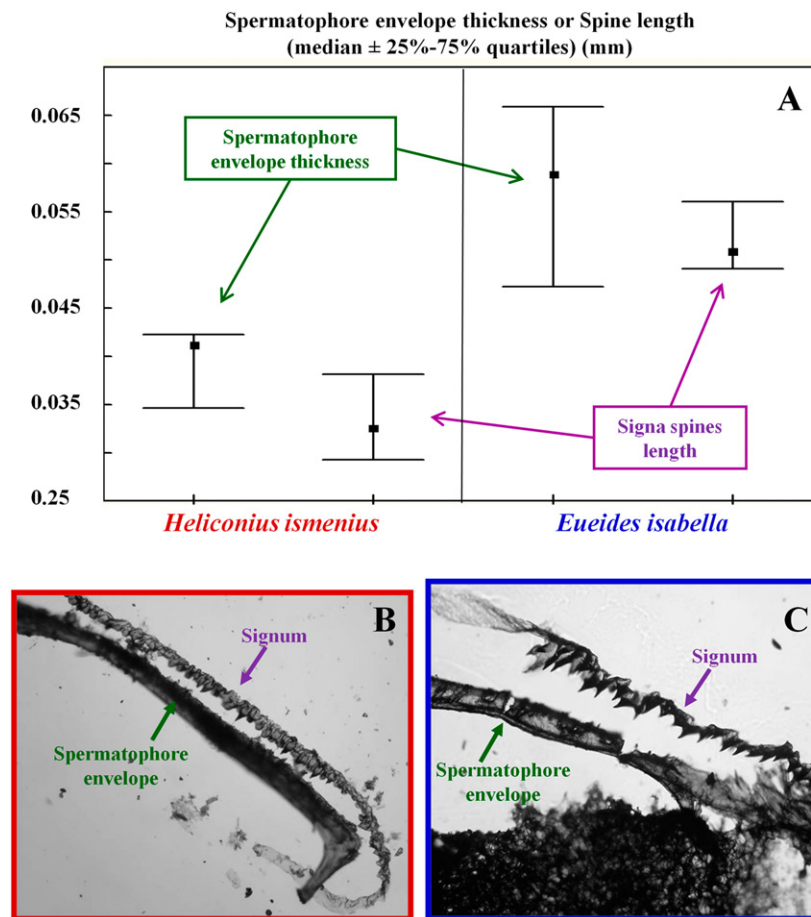 Spermatophore envelope thickness or Spine length
(median ± 25%-75% quartiles) (mm)
A
0.065
Spermatophore
envelope thickness
0.055
0.045
0.035
Signa spines
length
0.25
Heliconius ismenius
Eueides isabella
B
Signum
Spermatophore
envelope
C
Signum
Spermatophore
envelope